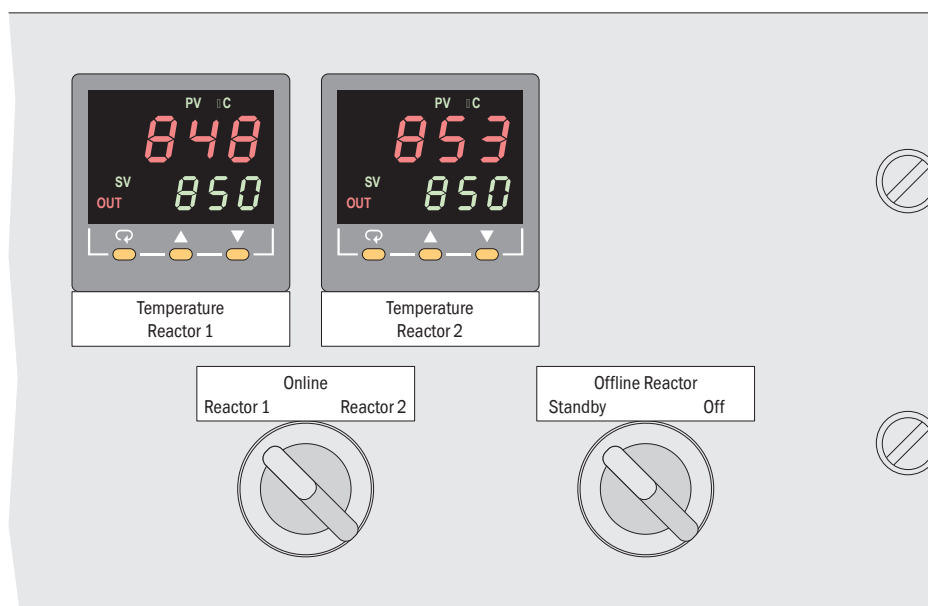 PV ▯C
848
SV 850
OUT
PV ▯C
853
SV 850
OUT
Temperature
Reactor 1
Temperature
Reactor 2
Online
Reactor 1 Reactor 2
Offline Reactor
Standby Off